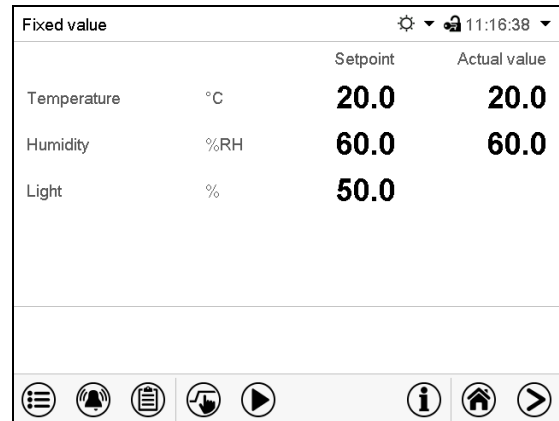 Fixed value 11:16:38
Setpoint Actual value
Temperature °C 20.0 20.0
Humidity %RH 60.0 60.0
Light % 50.0